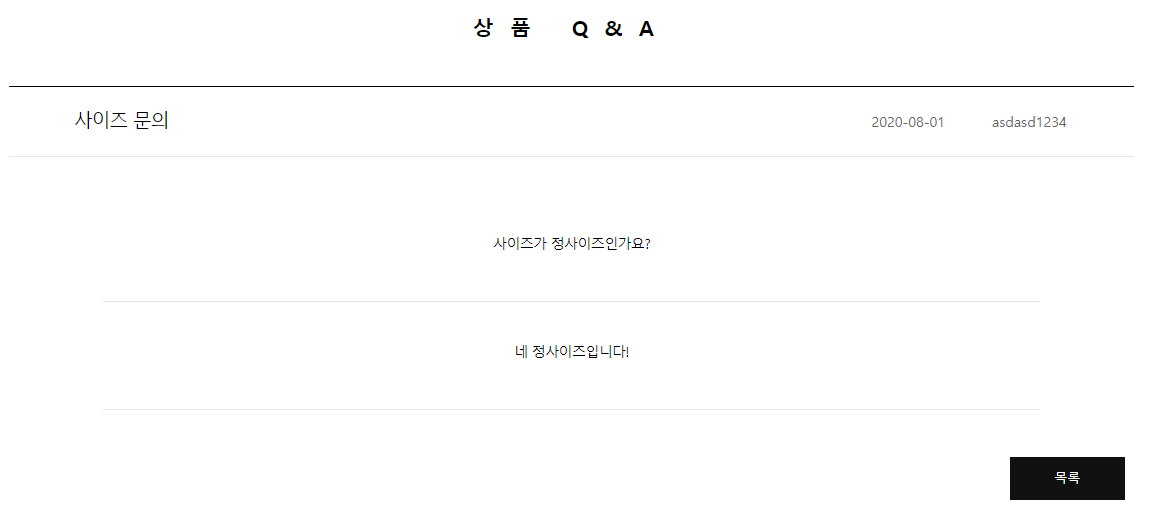 상 품 Q & A
사이즈 문의 2020-08-01 asdasd1234
사이즈가 정사이즈인가요?
네 정사이즈입니다!
목록